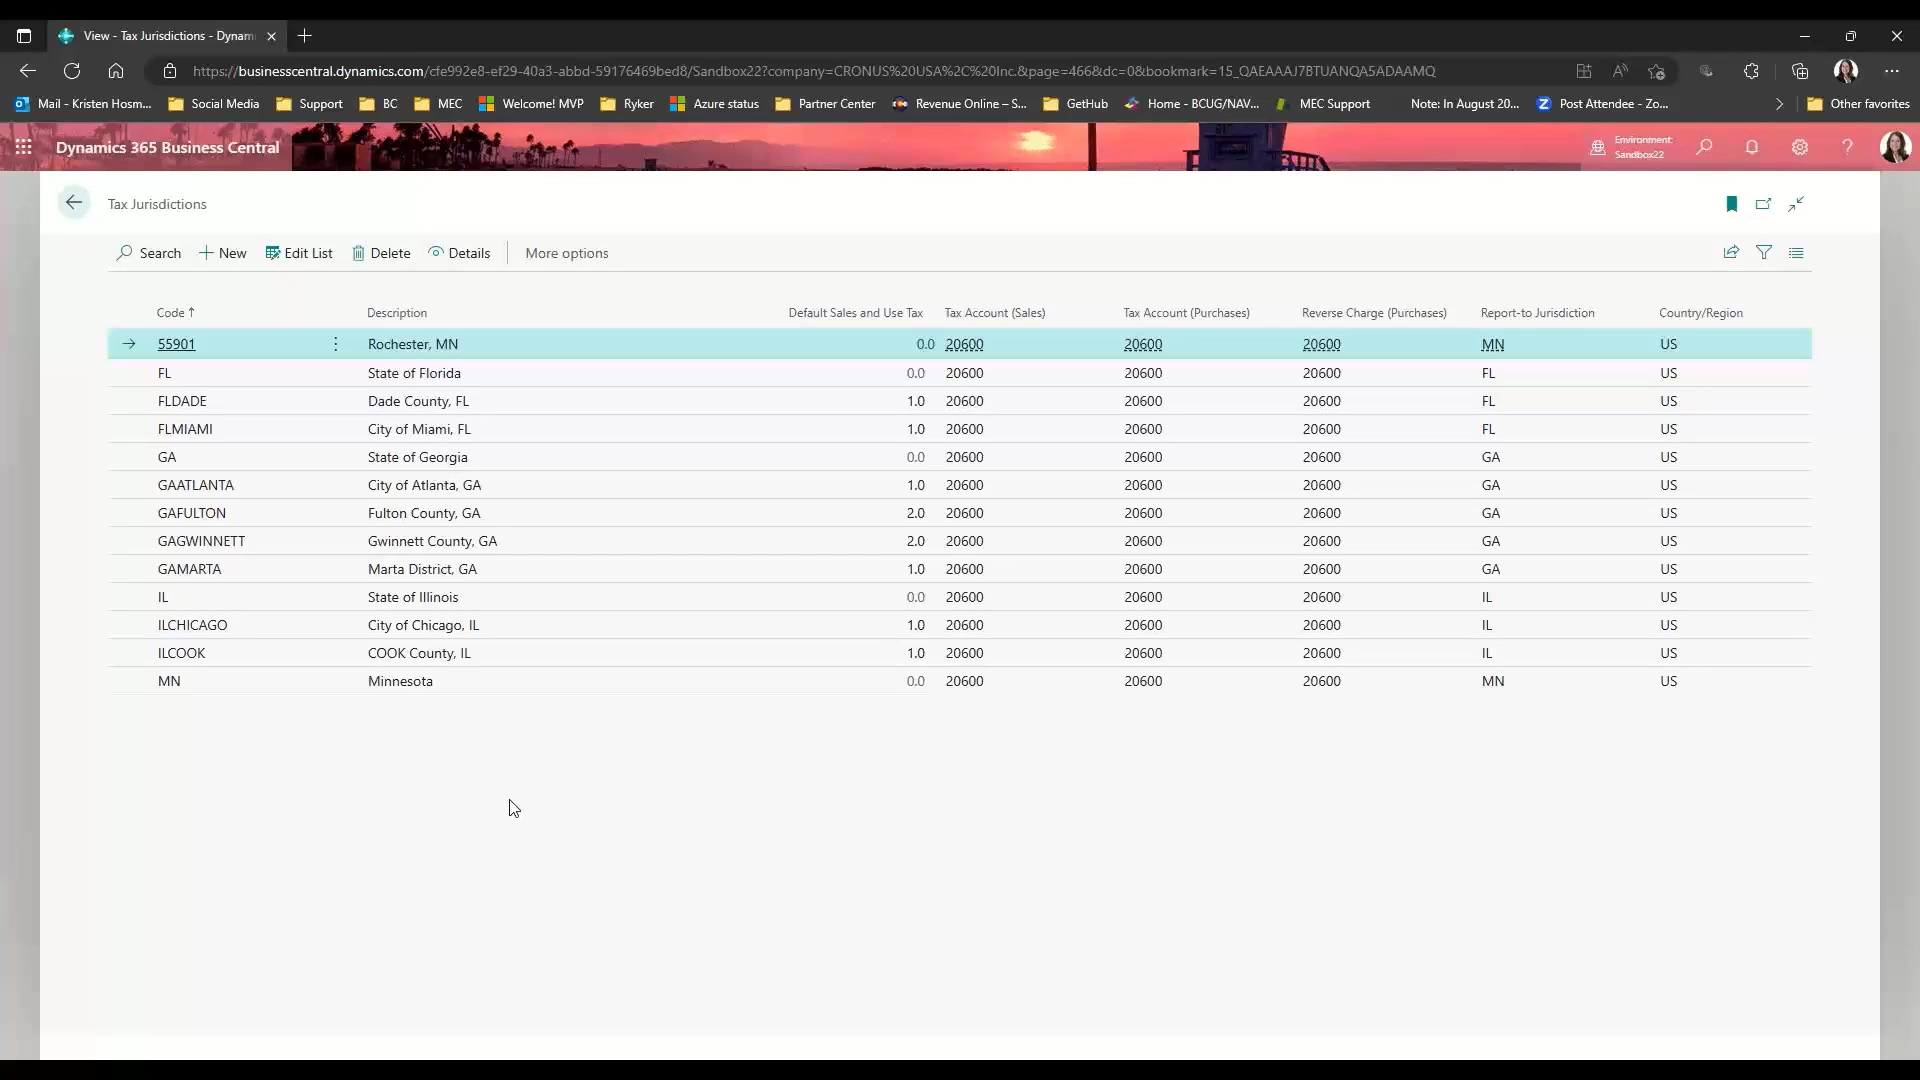 View - Tax Jurisdictions - Dynam
https://businesscentral.dynamics.com/cfe992e8-ef29-40a3-abbd-59176469bed8/Sandbox22?company=CRONUS%20USA%2C%20Inc.&page=466&dc=0&bookmark=15_QAEAAAJ7BTUANQA5ADAAMQ
Mail - Kristen Hosm... Social Media Support BC MEC Welcome! MVP Ryker Azure status Partner Center Revenue Online – S... GetHub Home - BCUG/NAV... MEC Support Note: In August 20... Post Attendee - Zo... Other favorites
Dynamics 365 Business Central Environment: Sandbox22
Tax Jurisdictions
Search New Edit List Delete Details More options
Code ↑ Description Default Sales and Use Tax Tax Account (Sales) Tax Account (Purchases) Reverse Charge (Purchases) Report-to Jurisdiction Country/Region
55901 Rochester, MN 0.0 20600 20600 20600 MN US
FL State of Florida 0.0 20600 20600 20600 FL US
FLDADE Dade County, FL 1.0 20600 20600 20600 FL US
FLMIAMI City of Miami, FL 1.0 20600 20600 20600 FL US
GA State of Georgia 0.0 20600 20600 20600 GA US
GAATLANTA City of Atlanta, GA 1.0 20600 20600 20600 GA US
GAFULTON Fulton County, GA 2.0 20600 20600 20600 GA US
GAGWINNETT Gwinnett County, GA 2.0 20600 20600 20600 GA US
GAMARTA Marta District, GA 1.0 20600 20600 20600 GA US
IL State of Illinois 0.0 20600 20600 20600 IL US
ILCHICAGO City of Chicago, IL 1.0 20600 20600 20600 IL US
ILCOOK COOK County, IL 1.0 20600 20600 20600 IL US
MN Minnesota 0.0 20600 20600 20600 MN US